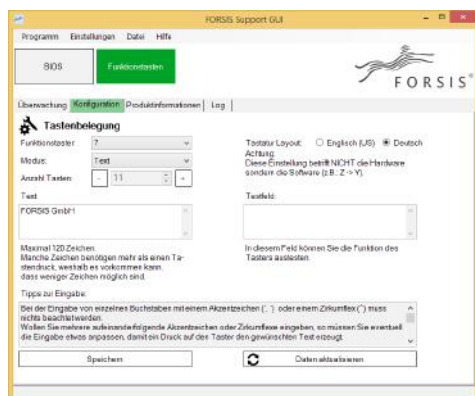 FORSIS Support GUI
Programm Einstellungen Datei Hilfe
BIOS
Funktionstasten
FORSIS®
Überwachung Konfiguration Produktinformationen Log
Tastenbelegung
Funktionstaster 7
Tastatur Layout: Englisch (US) Deutsch
Achtung:
Diese Einstellung betrifft NICHT die Hardware
sondern die Software (z.B.: Z -> Y).
Modus: Text
Anzahl Tasten: - 11 +
Text
Testfeld:
FORSIS GmbH
Maximal 120 Zeichen.
Manche Zeichen benötigen mehr als einen Ta-
stendruck, weshalb es vorkommen kann,
dass weniger Zeichen möglich sind.
In diesem Feld können Sie die Funktion des
Tasters austesten.
Tipps zur Eingabe:
Bei der Eingabe von einzelnen Buchstaben mit einem Akzentzeichen (´, `) oder einem Zirkumflex (^) muss
nichts beachtet werden.
Wollen Sie mehrere aufeinanderfolgende Akzentzeichen oder Zirkumflexe eingeben, so müssen Sie eventuell
die Eingabe etwas anpassen, damit ein Druck auf den Taster den gewünschten Text erzeugt.
Speichern
Daten aktualisieren